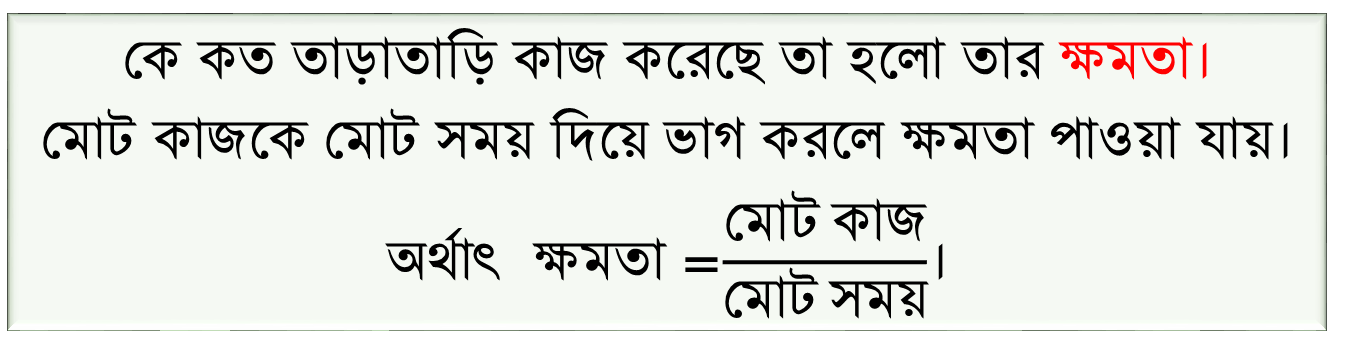 কে কত তাড়াতাড়ি কাজ করেছে তা হলো তার ক্ষমতা।
মোট কাজকে মোট সময় দিয়ে ভাগ করলে ক্ষমতা পাওয়া যায়।
মোট কাজ
অর্থাৎ ক্ষমতা = ।
মোট সময়